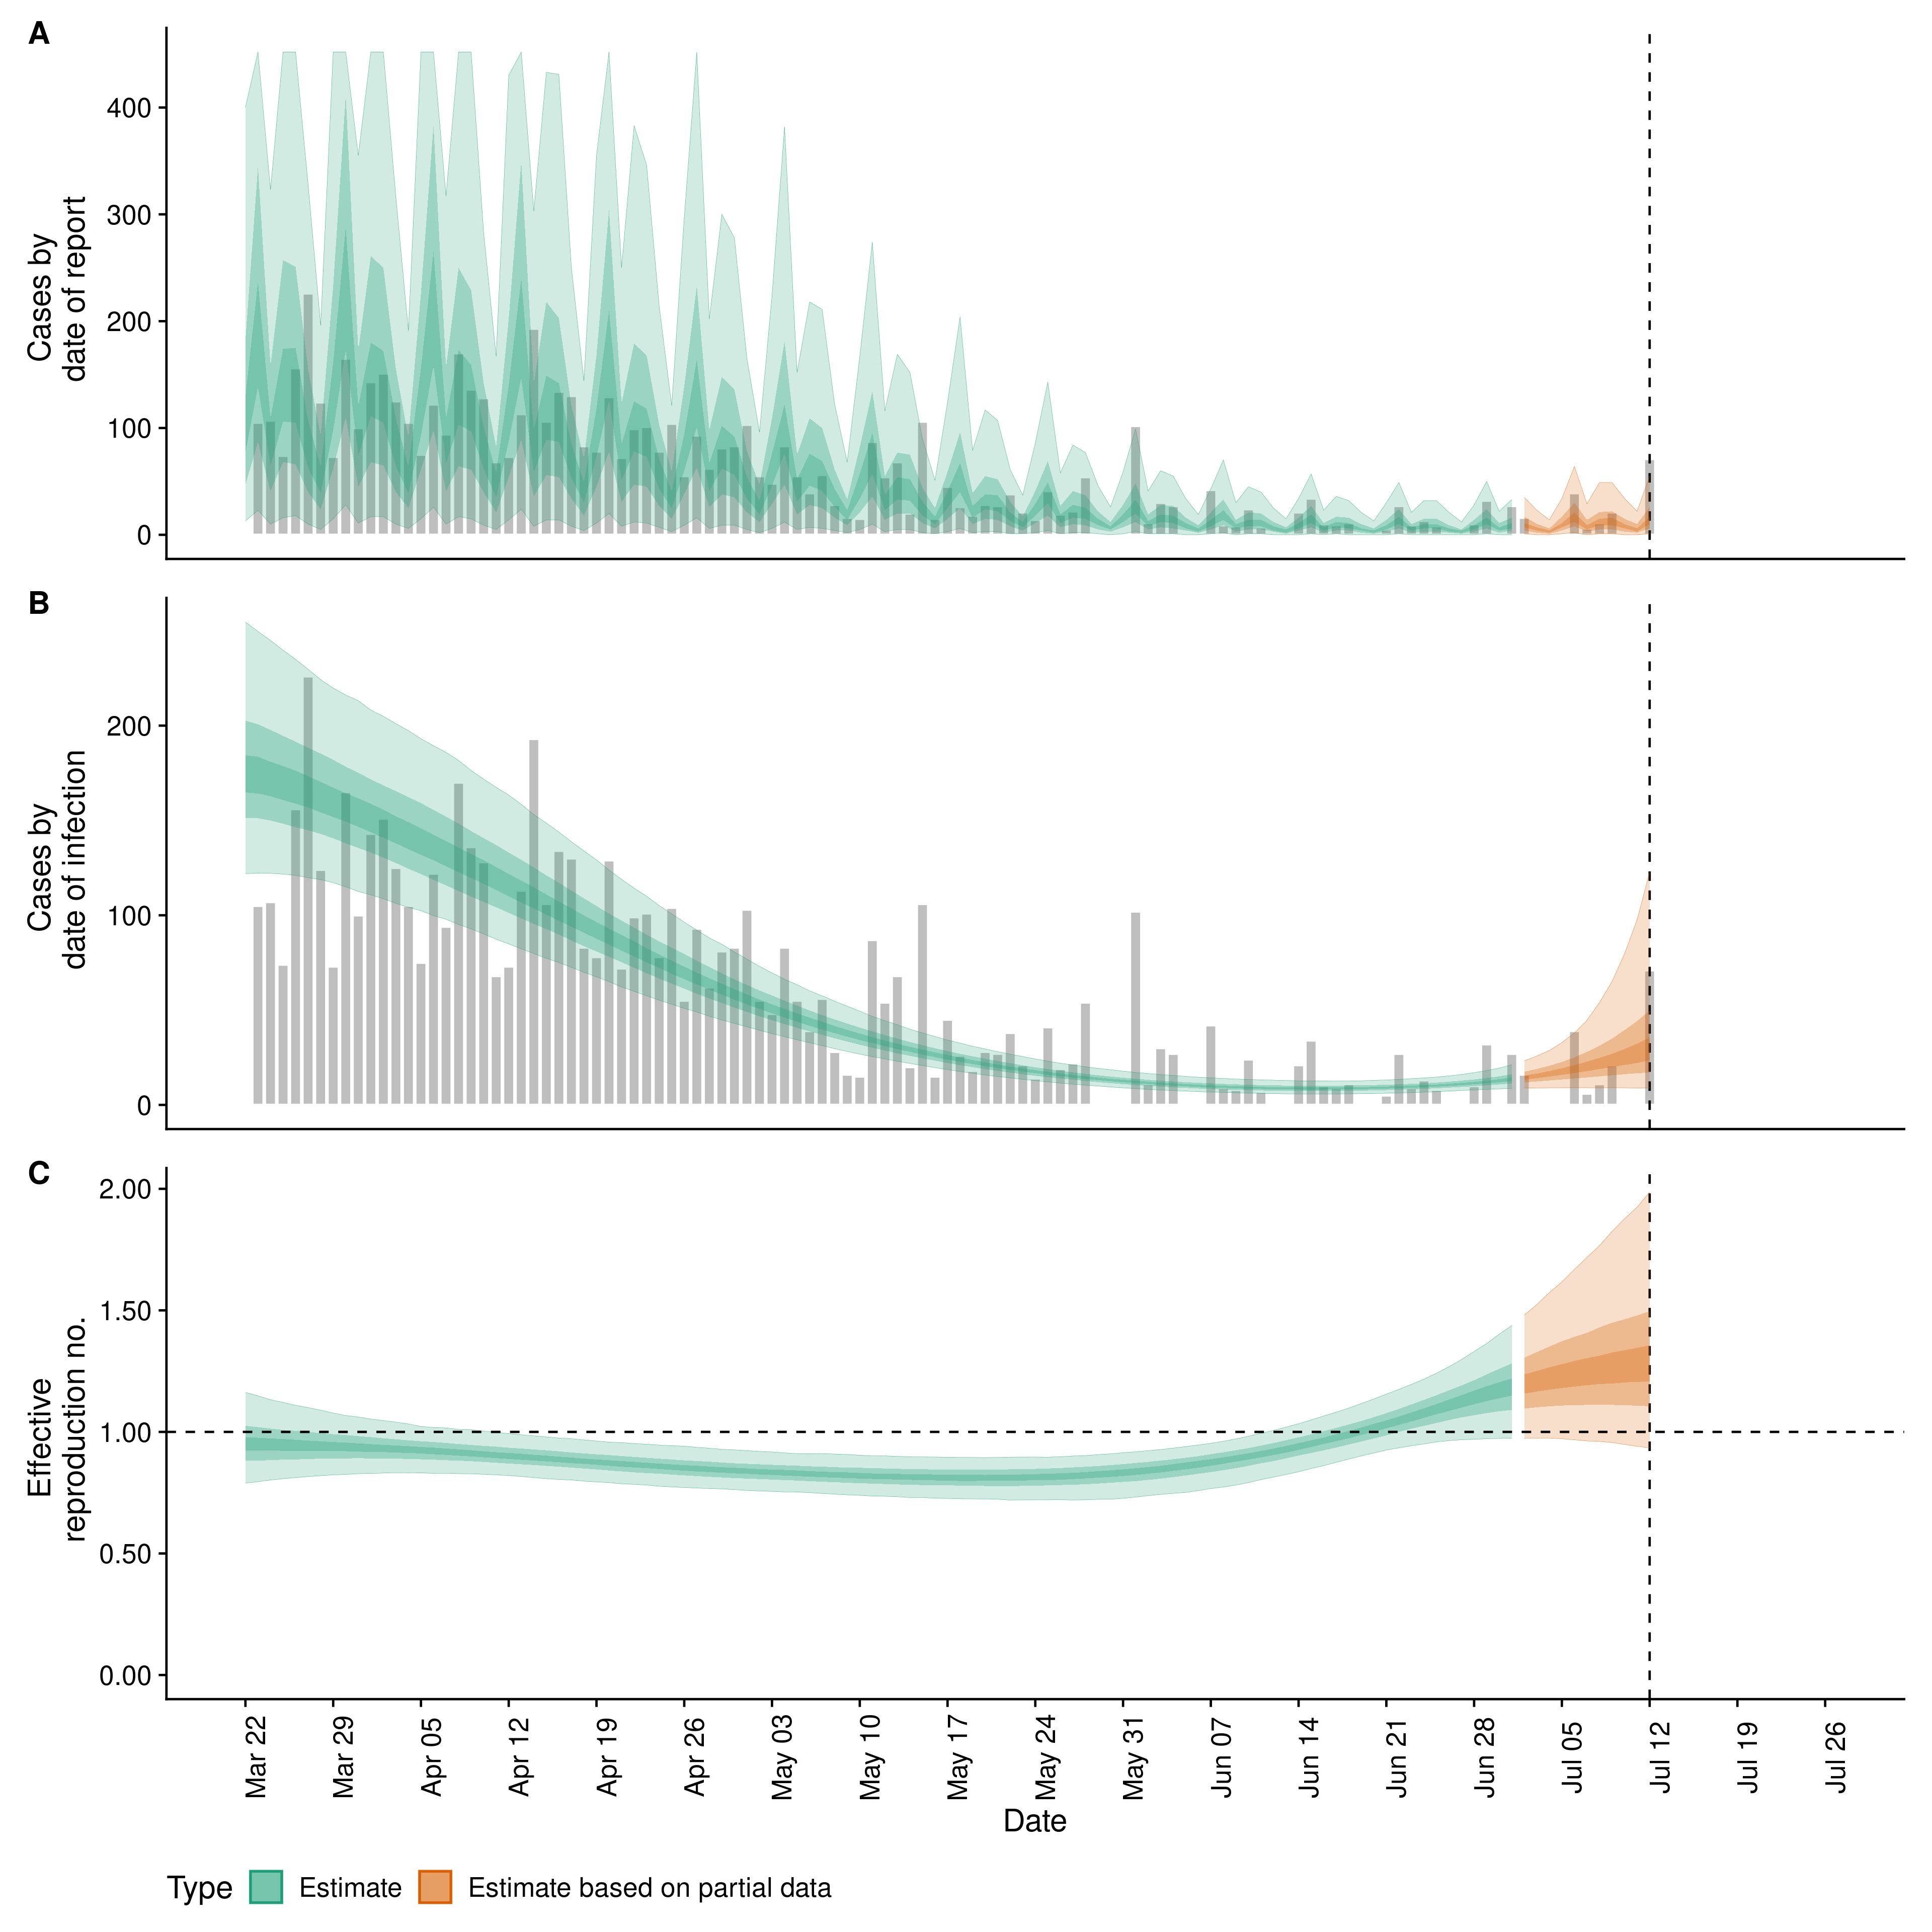 A
Cases by
date of report
400
300
200
100
0
B
Cases by
date of infection
200
100
0
C
Effective
reproduction no.
2.00
1.50
1.00
0.50
0.00
Mar 22
Mar 29
Apr 05
Apr 12
Apr 19
Apr 26
May 03
May 10
May 17
May 24
May 31
Jun 07
Jun 14
Jun 21
Jun 28
Jul 05
Jul 12
Jul 19
Jul 26
Date
Type Estimate Estimate based on partial data